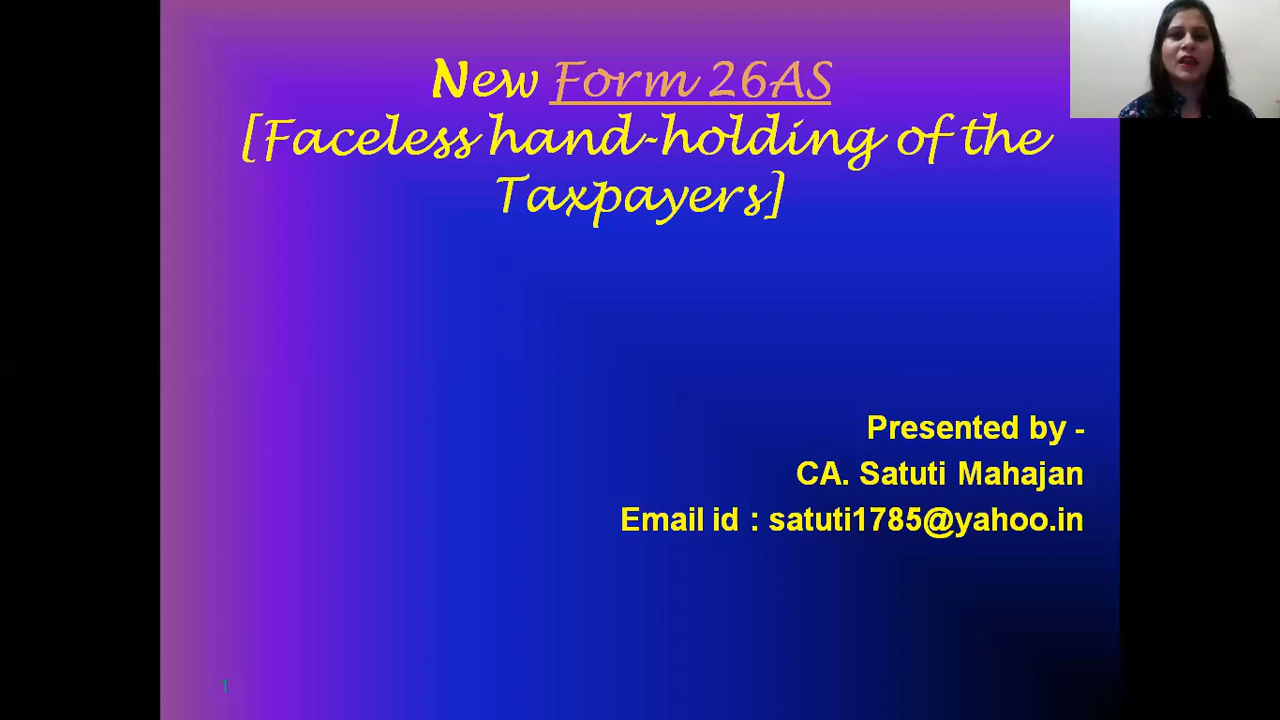 New Form 26AS
[Faceless hand-holding of the
Taxpayers]
Presented by -
CA. Satuti Mahajan
Email id : satuti1785@yahoo.in
1